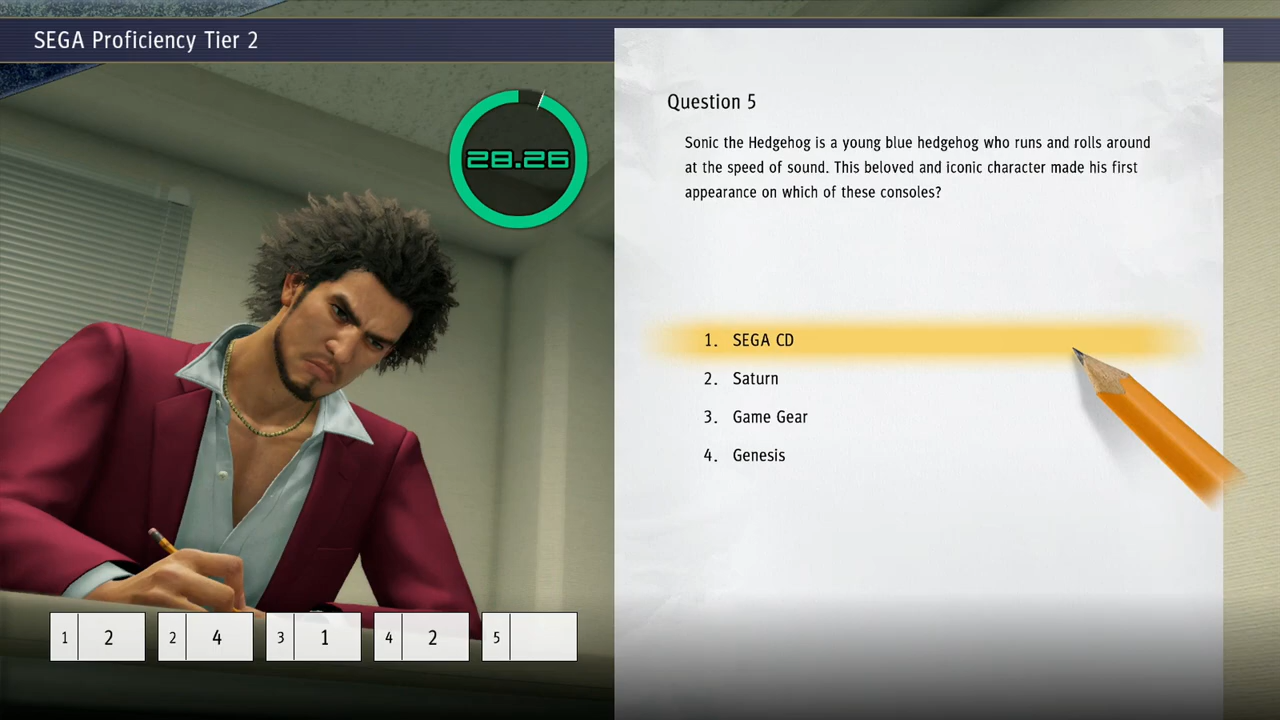 SEGA Proficiency Tier 2
28.26
Question 5
Sonic the Hedgehog is a young blue hedgehog who runs and rolls around
at the speed of sound. This beloved and iconic character made his first
appearance on which of these consoles?
1. SEGA CD
2. Saturn
3. Game Gear
4. Genesis
1 2 2 4 3 1 4 2 5